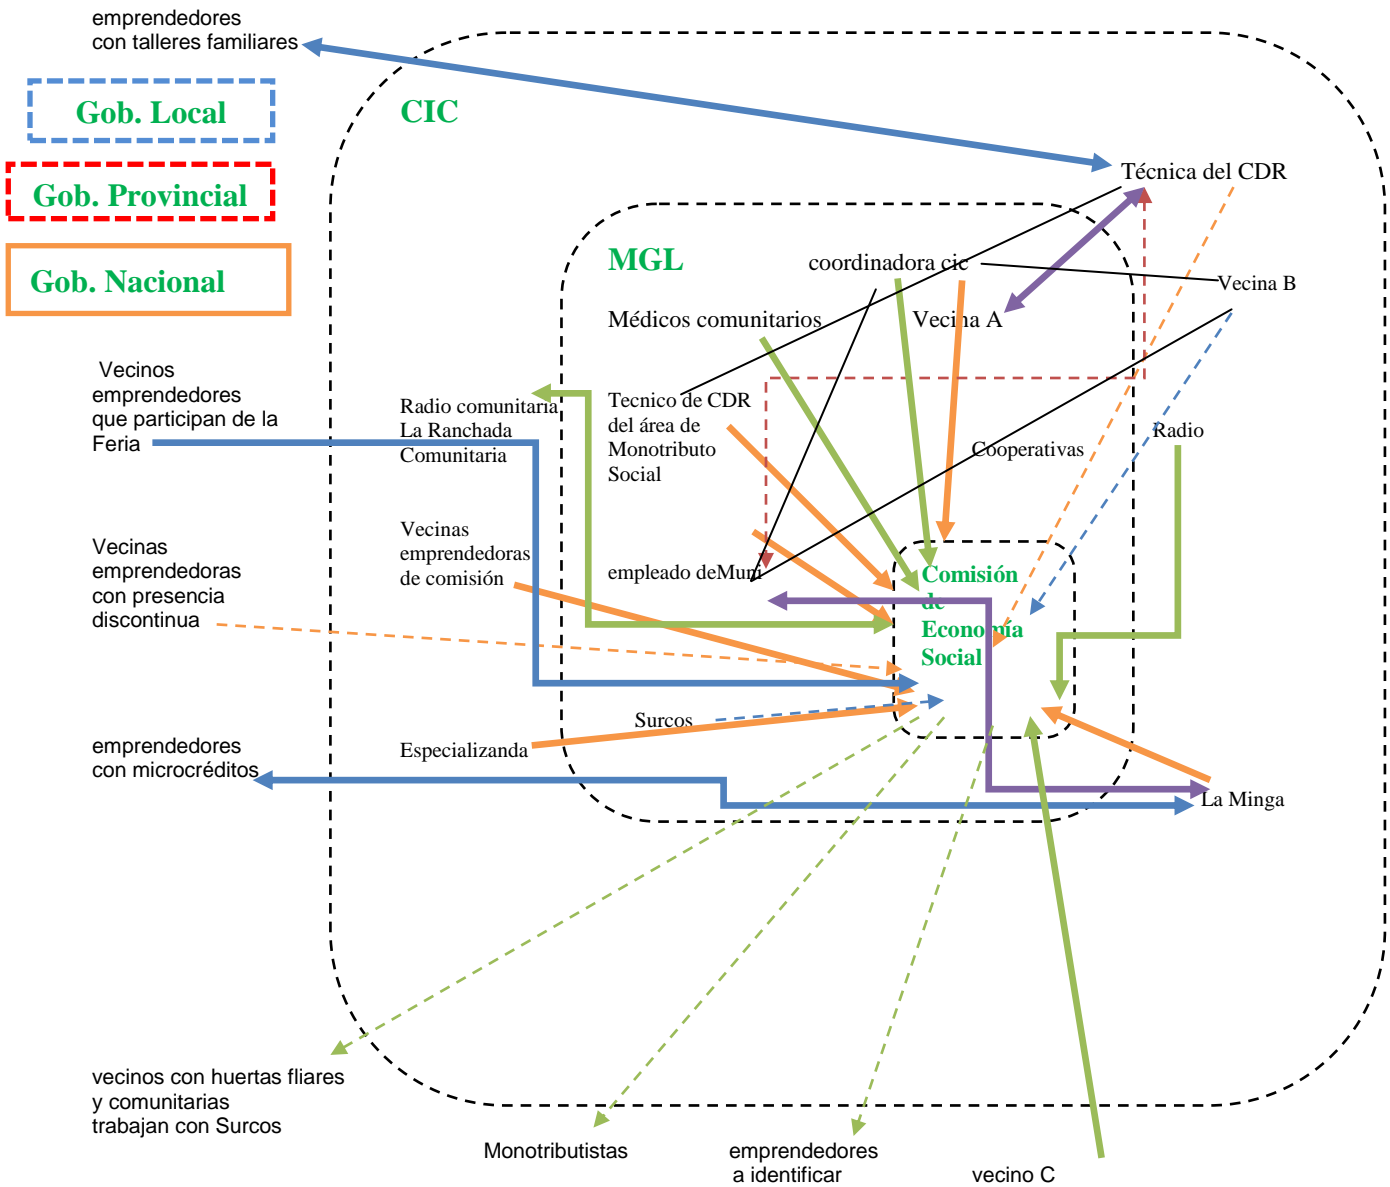 emprendedores
con talleres familiares
Gob. Local
CIC
Técnica del CDR
Gob. Provincial
MGL
coordinadora cic
Gob. Nacional
Vecina B
Médicos comunitarios
Vecina A
Vecinos
emprendedores
que participan de la
Feria
Radio comunitaria
La Ranchada
Comunitaria
Tecnico de CDR
del área de
Monotributo
Social
Cooperativas
Radio
Vecinas
emprendedoras
con presencia
discontinua
Vecinas
emprendedoras
de comisión
empleado deMuni
Comisión
de
Economía
Social
Surcos
Especializanda
emprendedores
con microcréditos
La Minga
vecinos con huertas fliares
y comunitarias
trabajan con Surcos
Monotributistas
emprendedores
a identificar
vecino C